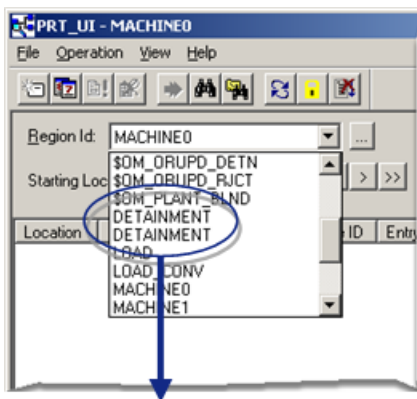 PRT_UI - MACHINE0
File Operation View Help
Region Id: MACHINE0
...
Starting Loc
> >>
$OM_ORUPD_DETN
$OM_ORUPD_RJCT
$OM_PLANT_BLND
DETAINMENT
DETAINMENT
LOAD
LOAD_CONV
MACHINE0
MACHINE1
Location ID Entry